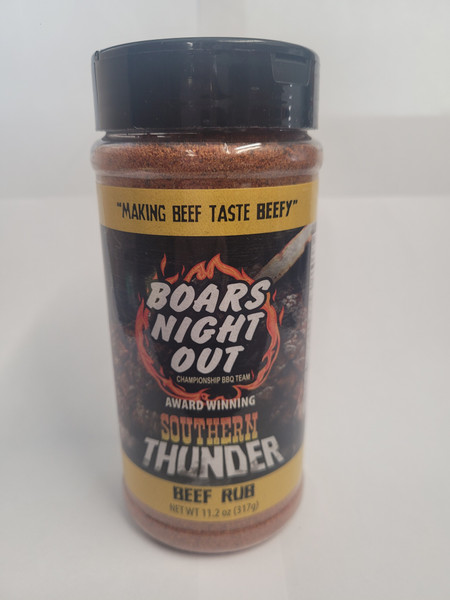 "MAKING BEEF TASTE BEEFY"
BOARS
NIGHT
OUT
CHAMPIONSHIP BBQ TEAM
AWARD WINNING
SOUTHERN
THUNDER
BEEF RUB
NET WT 11.2 oz (317g)